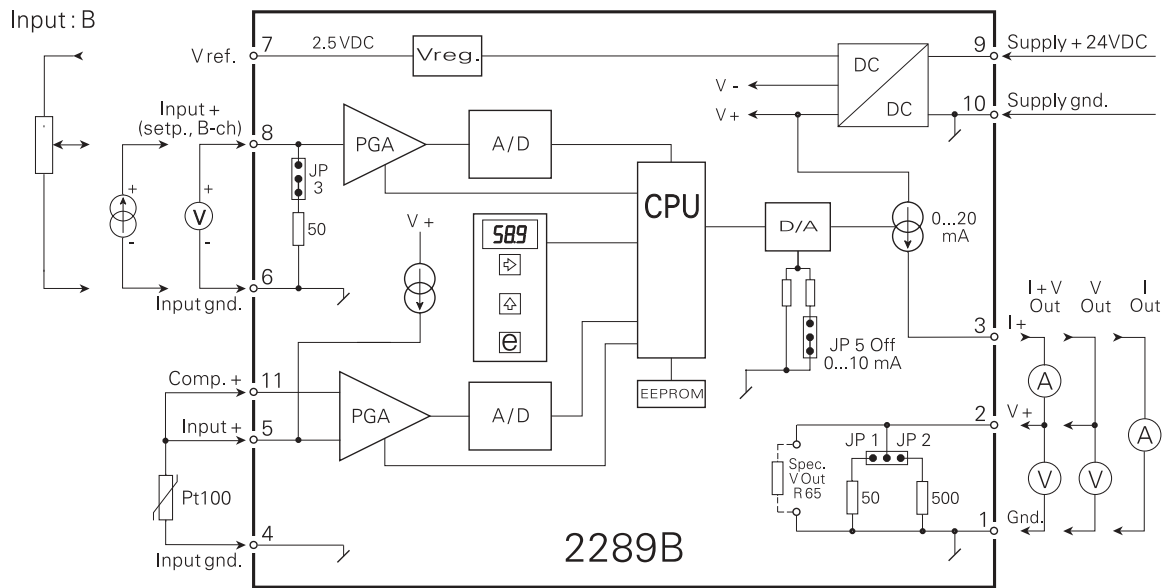 Input : B
V ref.
7
2.5 VDC
Vreg.
DC
DC
9
Supply + 24VDC
V -
V +
10
Supply gnd.
Input +
(setp., B-ch)
8
PGA
A/D
JP
3
50
+
-
+
V
-
6
Input gnd.
CPU
58.9
e
V +
D/A
0...20
mA
JP 5 Off
0...10 mA
EEPROM
3
I +
I + V
Out
V
Out
I
Out
A
A
V
V
Comp. +
11
Input +
5
PGA
A/D
Pt100
4
Input gnd.
2
V +
JP 1
JP 2
Spec.
V Out
R 65
50
500
1
Gnd.
2289B